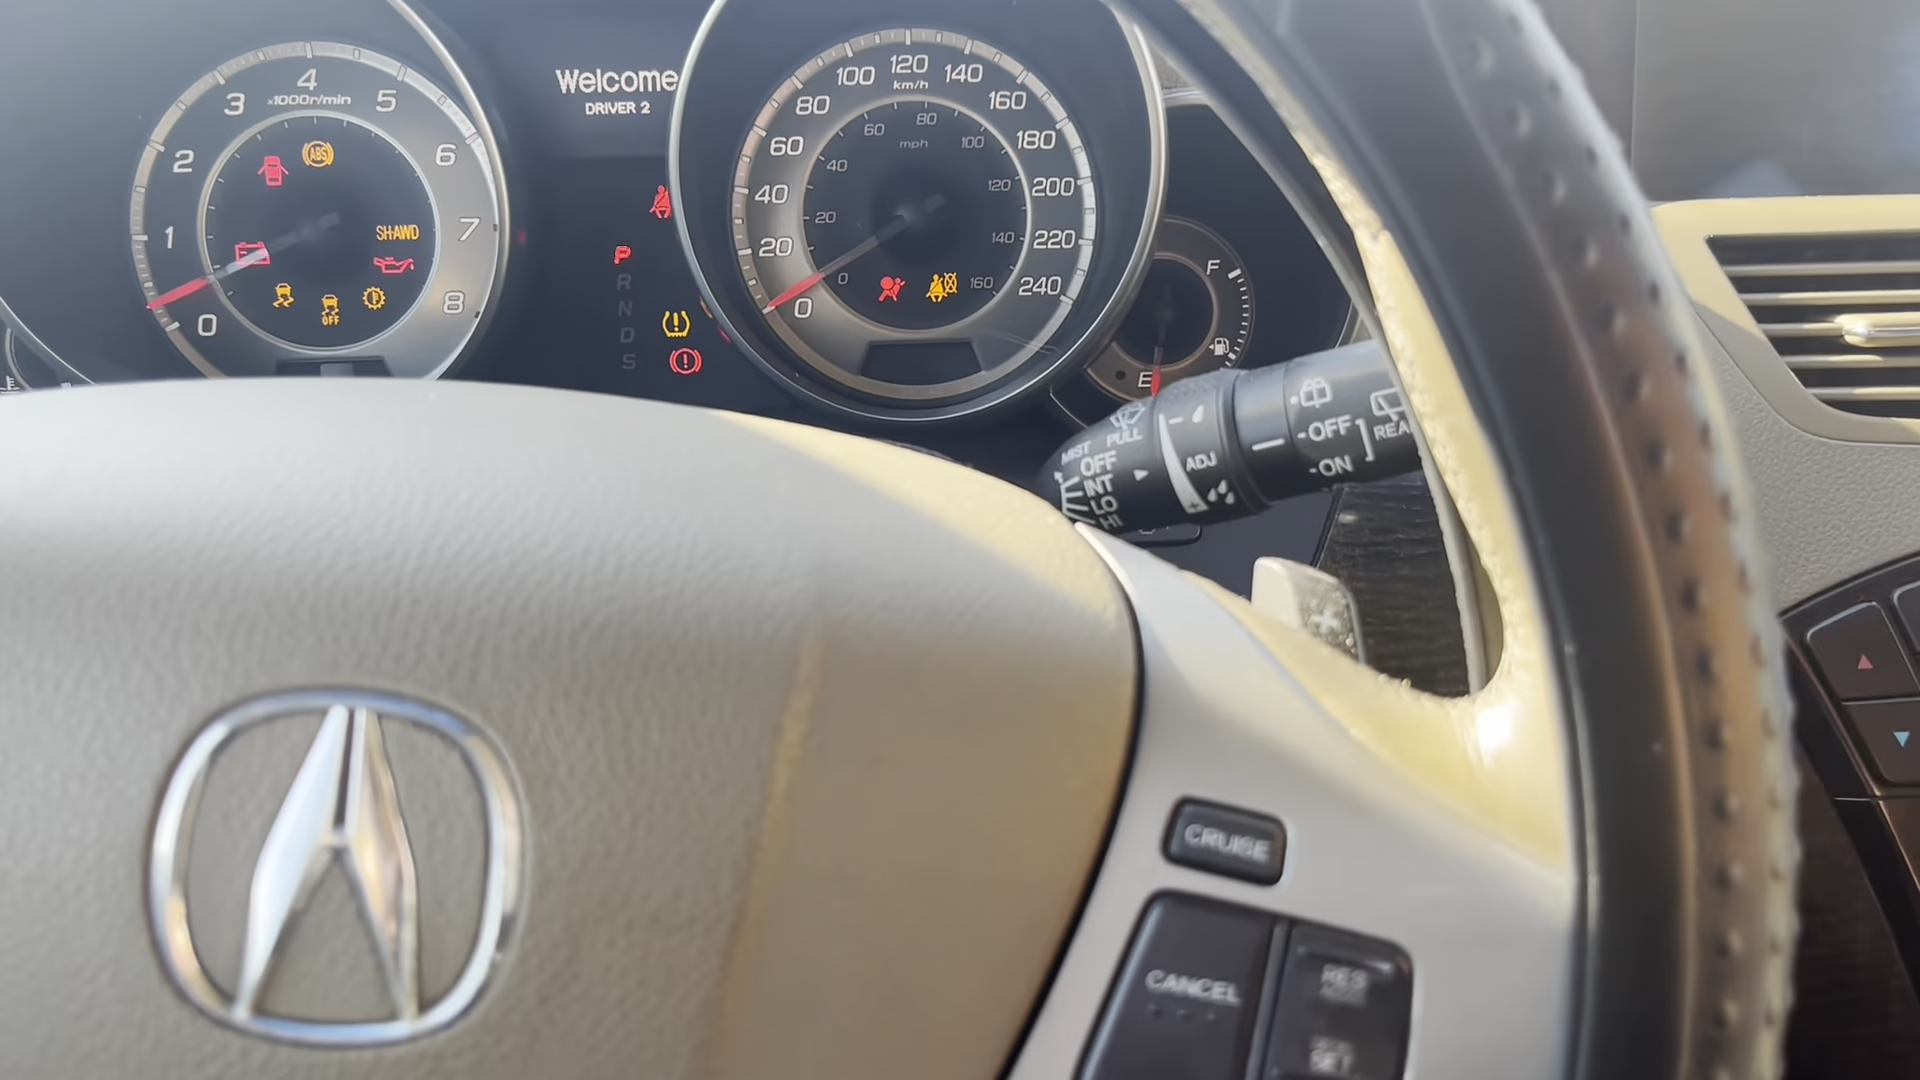 Welcome
DRIVER 2
0
1
2
3
4
5
6
7
8
x1000r/min
ABS
SH-AWD
OFF
P
R
N
D
S
0
20
40
60
80
100
120
140
160
180
200
220
240
km/h
0
20
40
60
80
100
120
140
160
mph
F
E
MIST
PULL
OFF
INT
LO
HI
ADJ
- +
-OFF
-ON
CRUISE
CANCEL
RES
SET